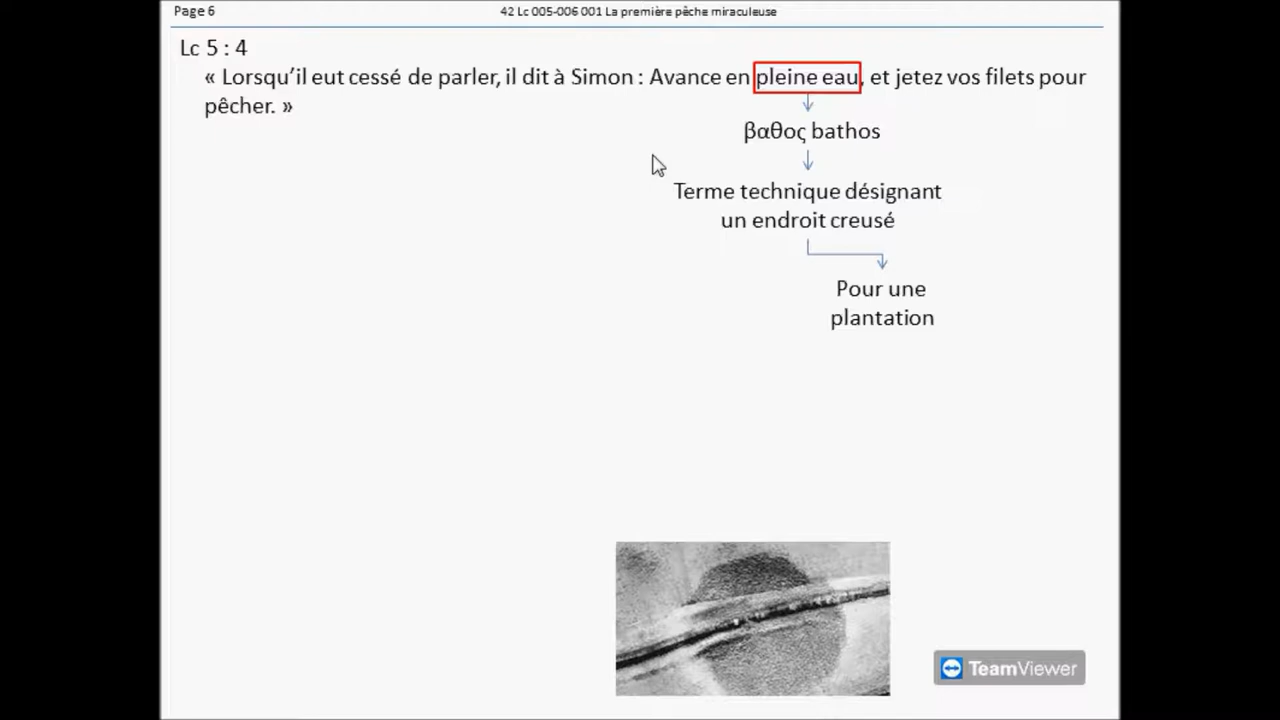 Page 6
42 Lc 005-006 001 La première pêche miraculeuse
Lc 5 : 4
« Lorsqu’il eut cessé de parler, il dit à Simon : Avance en pleine eau, et jetez vos filets pour
pêcher. »
βαθος bathos
Terme technique désignant
un endroit creusé
Pour une
plantation
TeamViewer